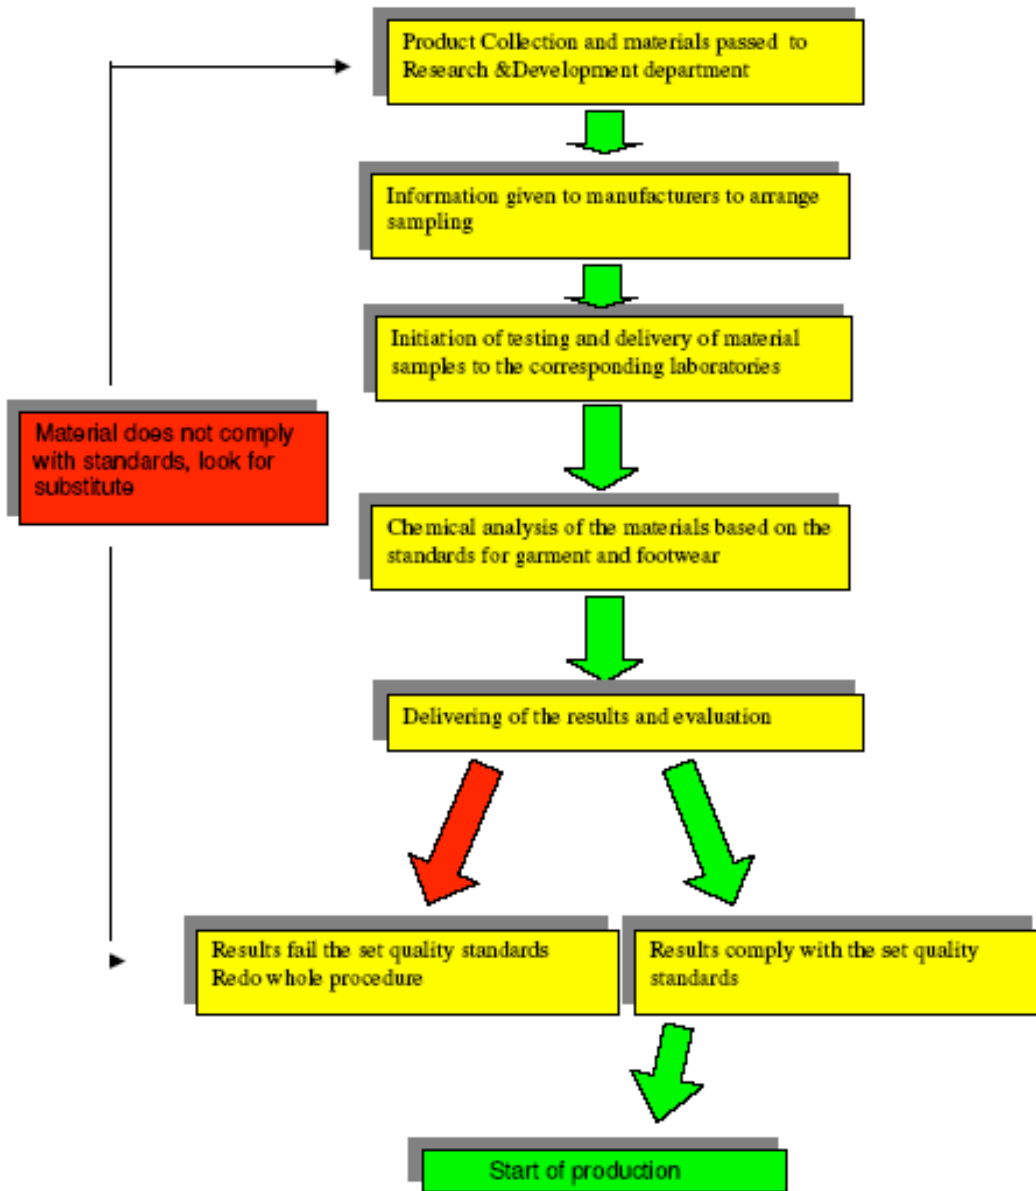 Product Collection and materials passed to
Research &Development department
Information given to manufacturers to arrange
sampling
Initiation of testing and delivery of material
samples to the corresponding laboratories
Material does not comply
with standards, look for
substitute
Chemical analysis of the materials based on the
standards for garment and footwear
Delivering of the results and evaluation
Results fail the set quality standards
Redo whole procedure
Results comply with the set quality
standards
Start of production